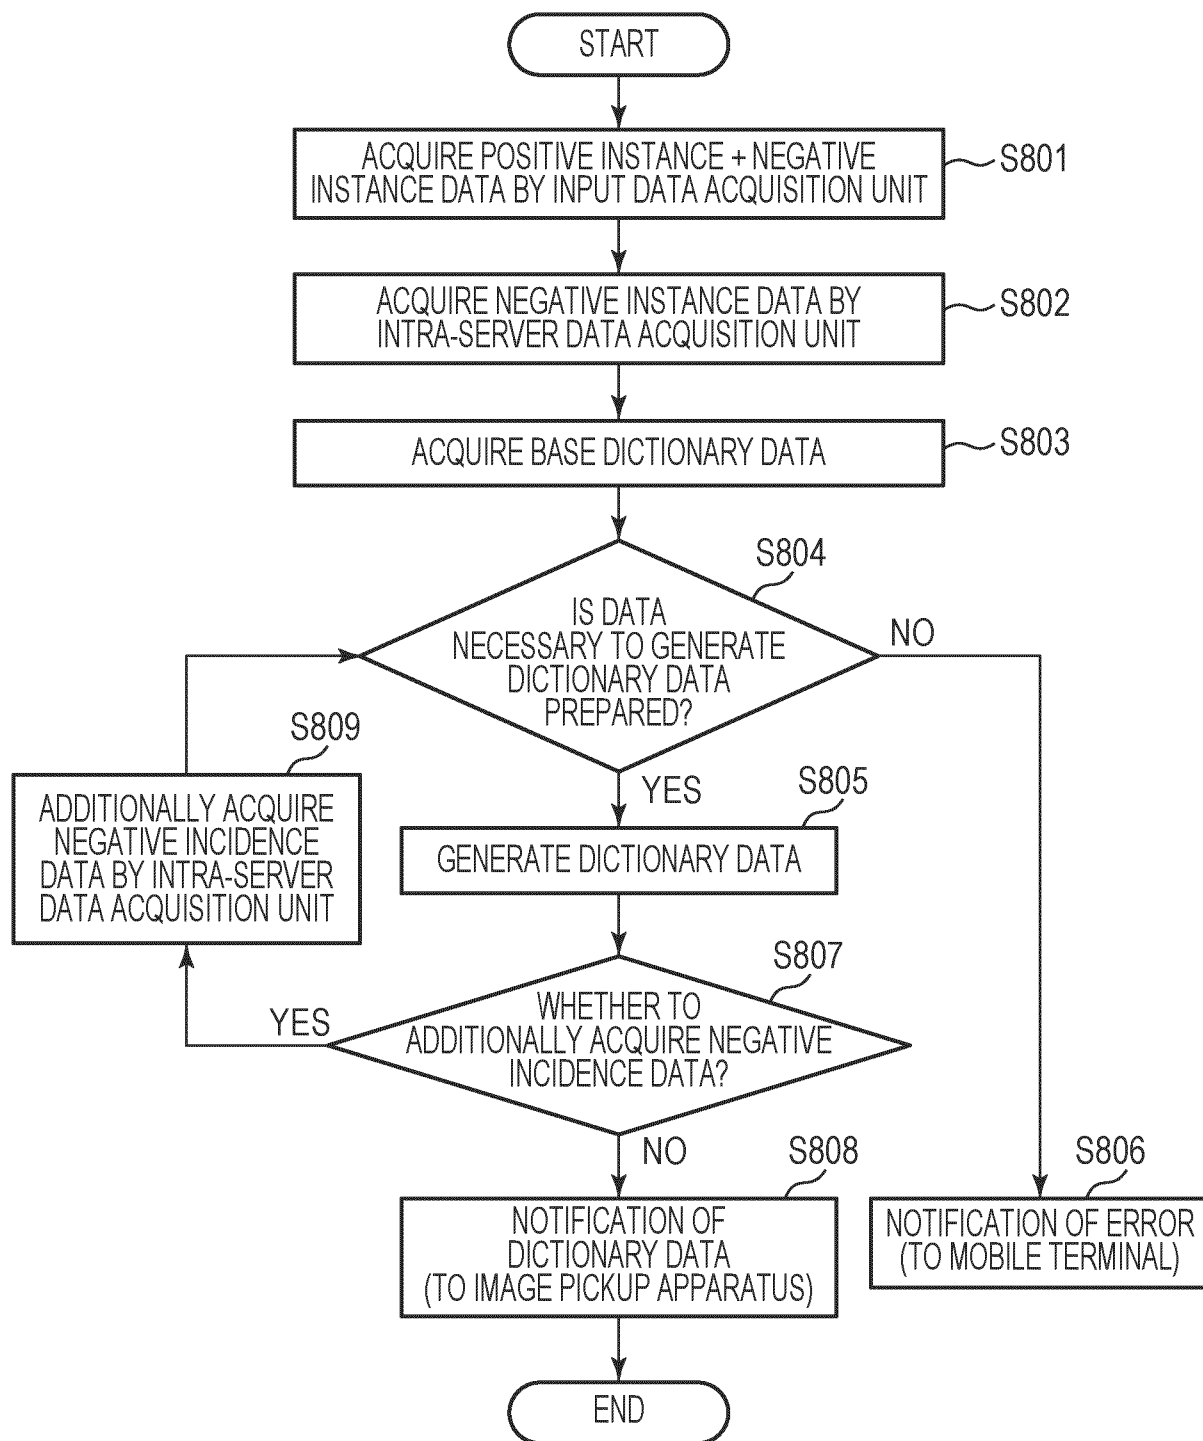 START
ACQUIRE POSITIVE INSTANCE + NEGATIVE
INSTANCE DATA BY INPUT DATA ACQUISITION UNIT
S801
ACQUIRE NEGATIVE INSTANCE DATA BY
INTRA-SERVER DATA ACQUISITION UNIT
S802
ACQUIRE BASE DICTIONARY DATA
S803
S804
IS DATA
NECESSARY TO GENERATE
DICTIONARY DATA
PREPARED?
NO
YES
S809
ADDITIONALLY ACQUIRE
NEGATIVE INCIDENCE
DATA BY INTRA-SERVER
DATA ACQUISITION UNIT
S805
GENERATE DICTIONARY DATA
S807
WHETHER TO
ADDITIONALLY ACQUIRE NEGATIVE
INCIDENCE DATA?
YES
NO
S808
NOTIFICATION OF
DICTIONARY DATA
(TO IMAGE PICKUP APPARATUS)
S806
NOTIFICATION OF ERROR
(TO MOBILE TERMINAL)
END